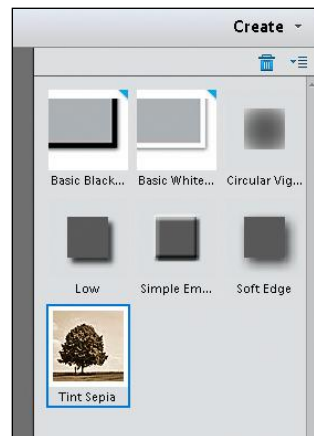 Create
Basic Black... Basic White... Circular Vig...
Low Simple Em... Soft Edge
Tint Sepia